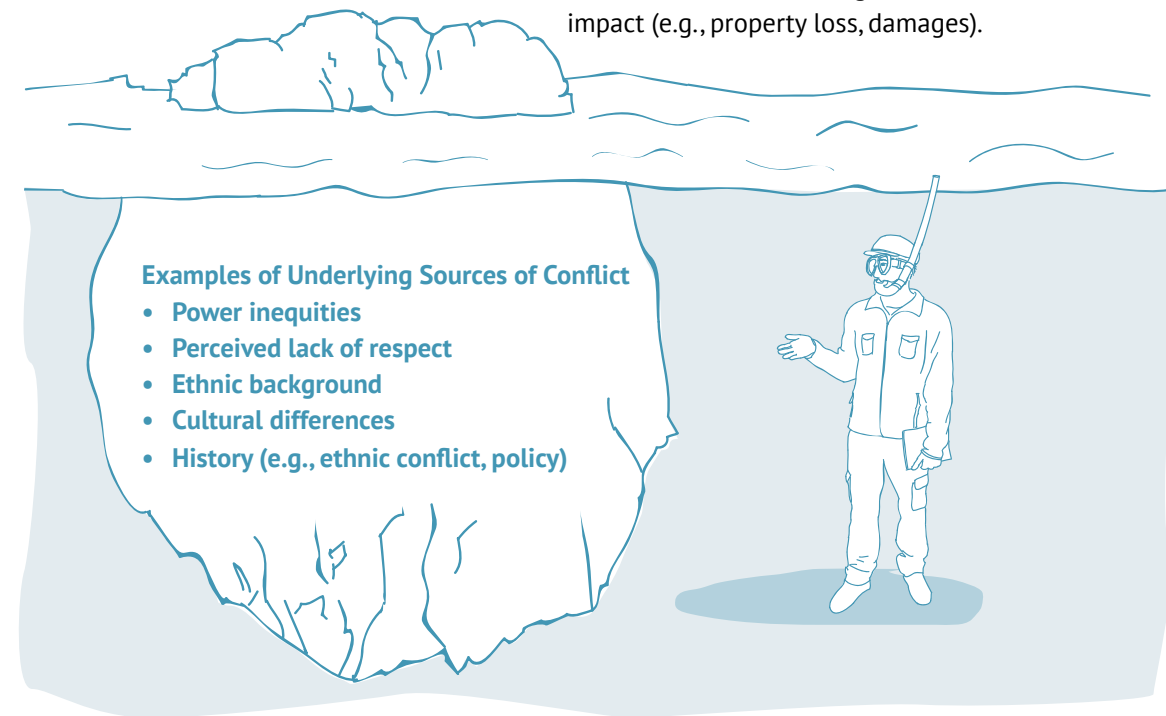 impact (e.g., property loss, damages).
Examples of Underlying Sources of Conflict
• Power inequities
• Perceived lack of respect
• Ethnic background
• Cultural differences
• History (e.g., ethnic conflict, policy)